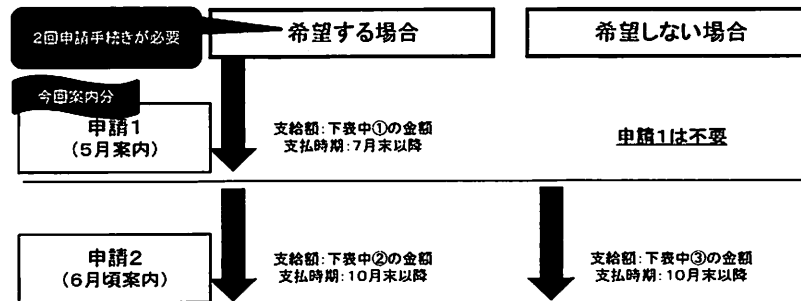 2回申請手続きが必要
希望する場合
希望しない場合
今回案内分
申請1
(5月案内)
支給額:下表中①の金額
支払時期:7月末以降
申請1は不要
申請2
(6月頃案内)
支給額:下表中②の金額
支払時期:10月末以降
支給額:下表中③の金額
支払時期:10月末以降